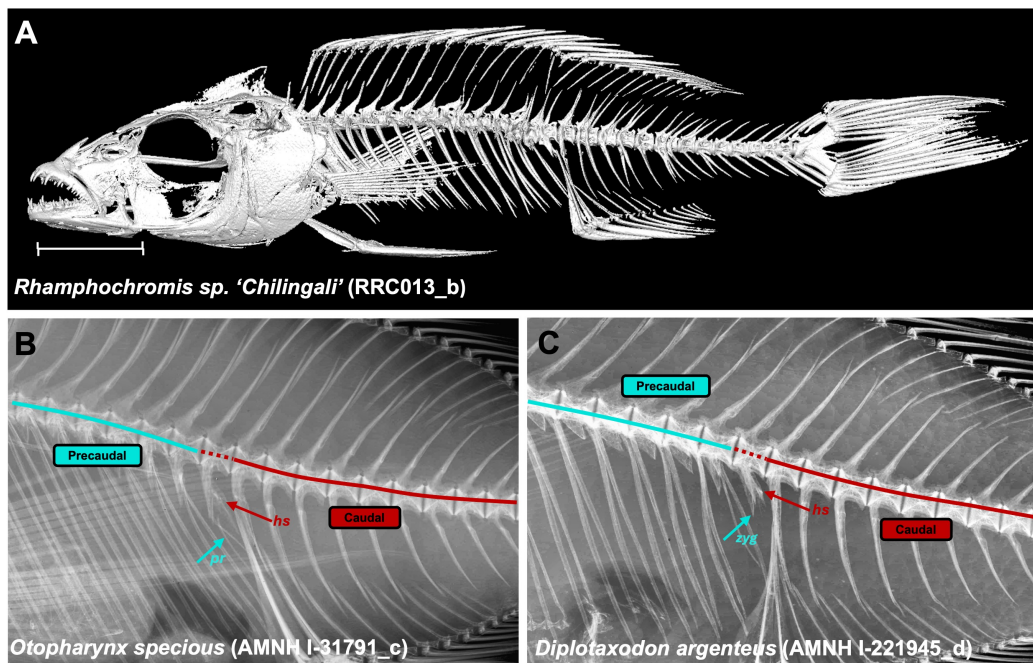 A
Rhamphochromis sp. ‘Chilingali’ (RRC013_b)
B
Precaudal
hs
Caudal
pr
Otopharynx specious (AMNH I-31791_c)
C
Precaudal
hs
zyg
Caudal
Diplotaxodon argenteus (AMNH I-221945_d)